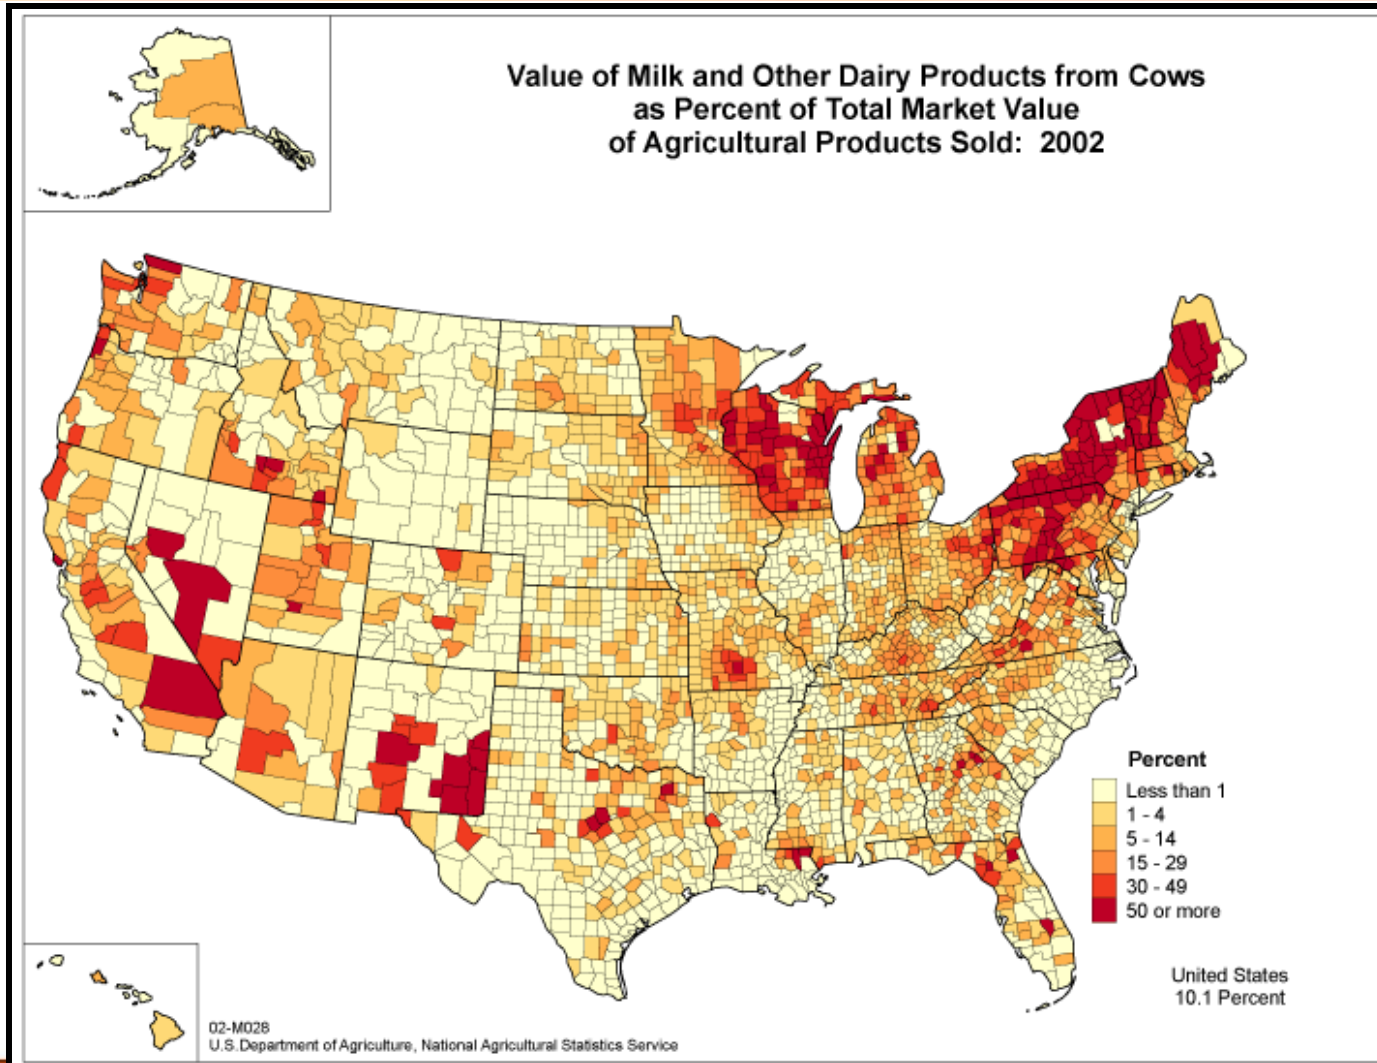 Value of Milk and Other Dairy Products from Cows
as Percent of Total Market Value
of Agricultural Products Sold: 2002
Percent
Less than 1
1 - 4
5 - 14
15 - 29
30 - 49
50 or more
United States
10.1 Percent
02-M028
U.S.Department of Agriculture, National Agricultural Statistics Service